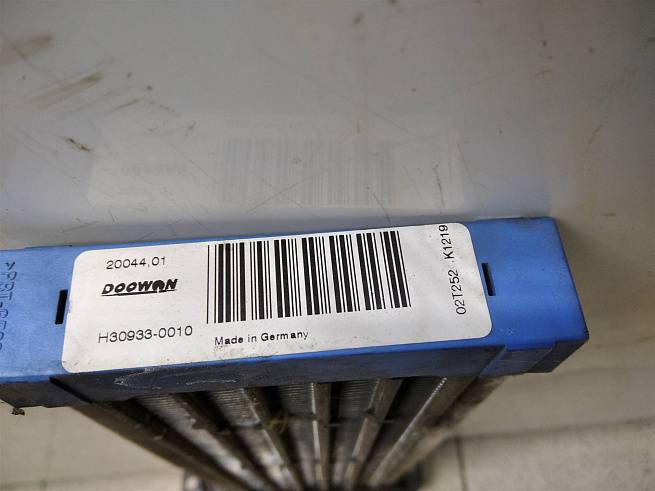 20044,01
DOOWON
H30933-0010
Made in Germany
02T252 K1219